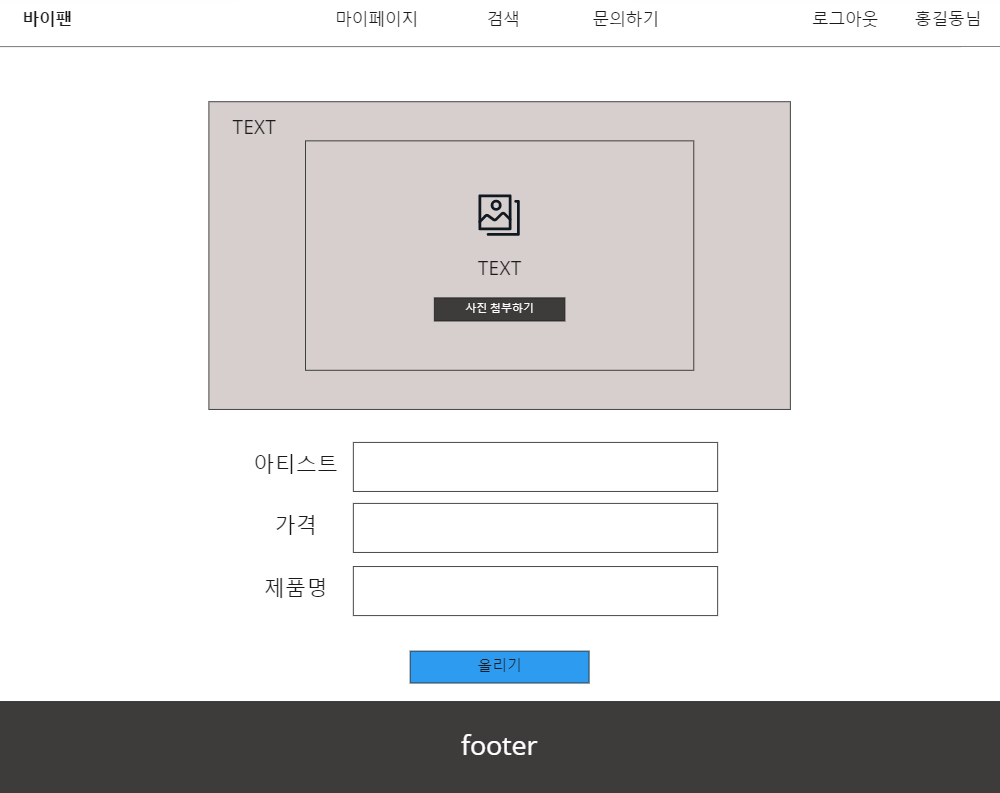 바이팬 마이페이지 검색 문의하기 로그아웃 홍길동님
TEXT
TEXT
사진 첨부하기
아티스트
가격
제품명
올리기
footer